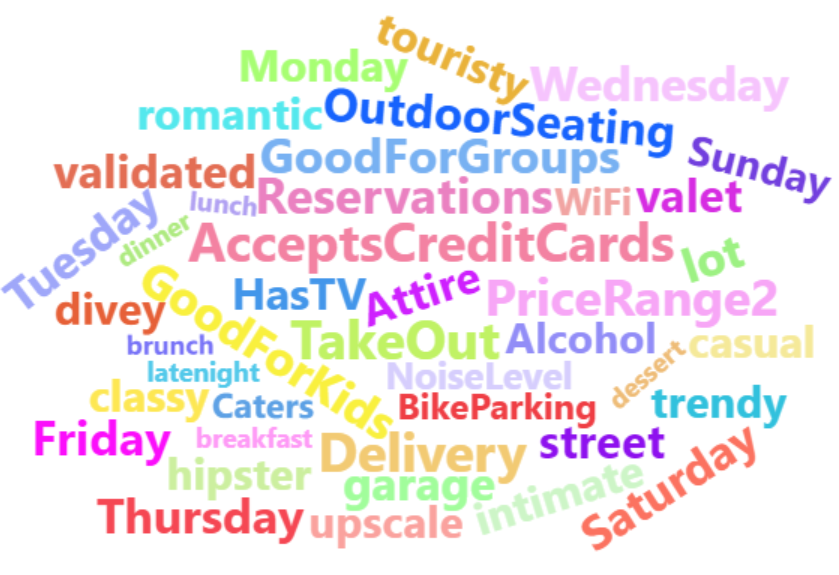 touristy
Monday
Wednesday
romantic
OutdoorSeating
Sunday
validated
GoodForGroups
lunch
Reservations
WiFi
valet
Tuesday
dinner
AcceptsCreditCards
lot
divey
GoodForKids
HasTV
Attire
PriceRange2
brunch
TakeOut
Alcohol
casual
latenight
NoiseLevel
dessert
classy
Caters
BikeParking
trendy
Friday
breakfast
Delivery
street
hipster
garage
intimate
Saturday
Thursday
upscale